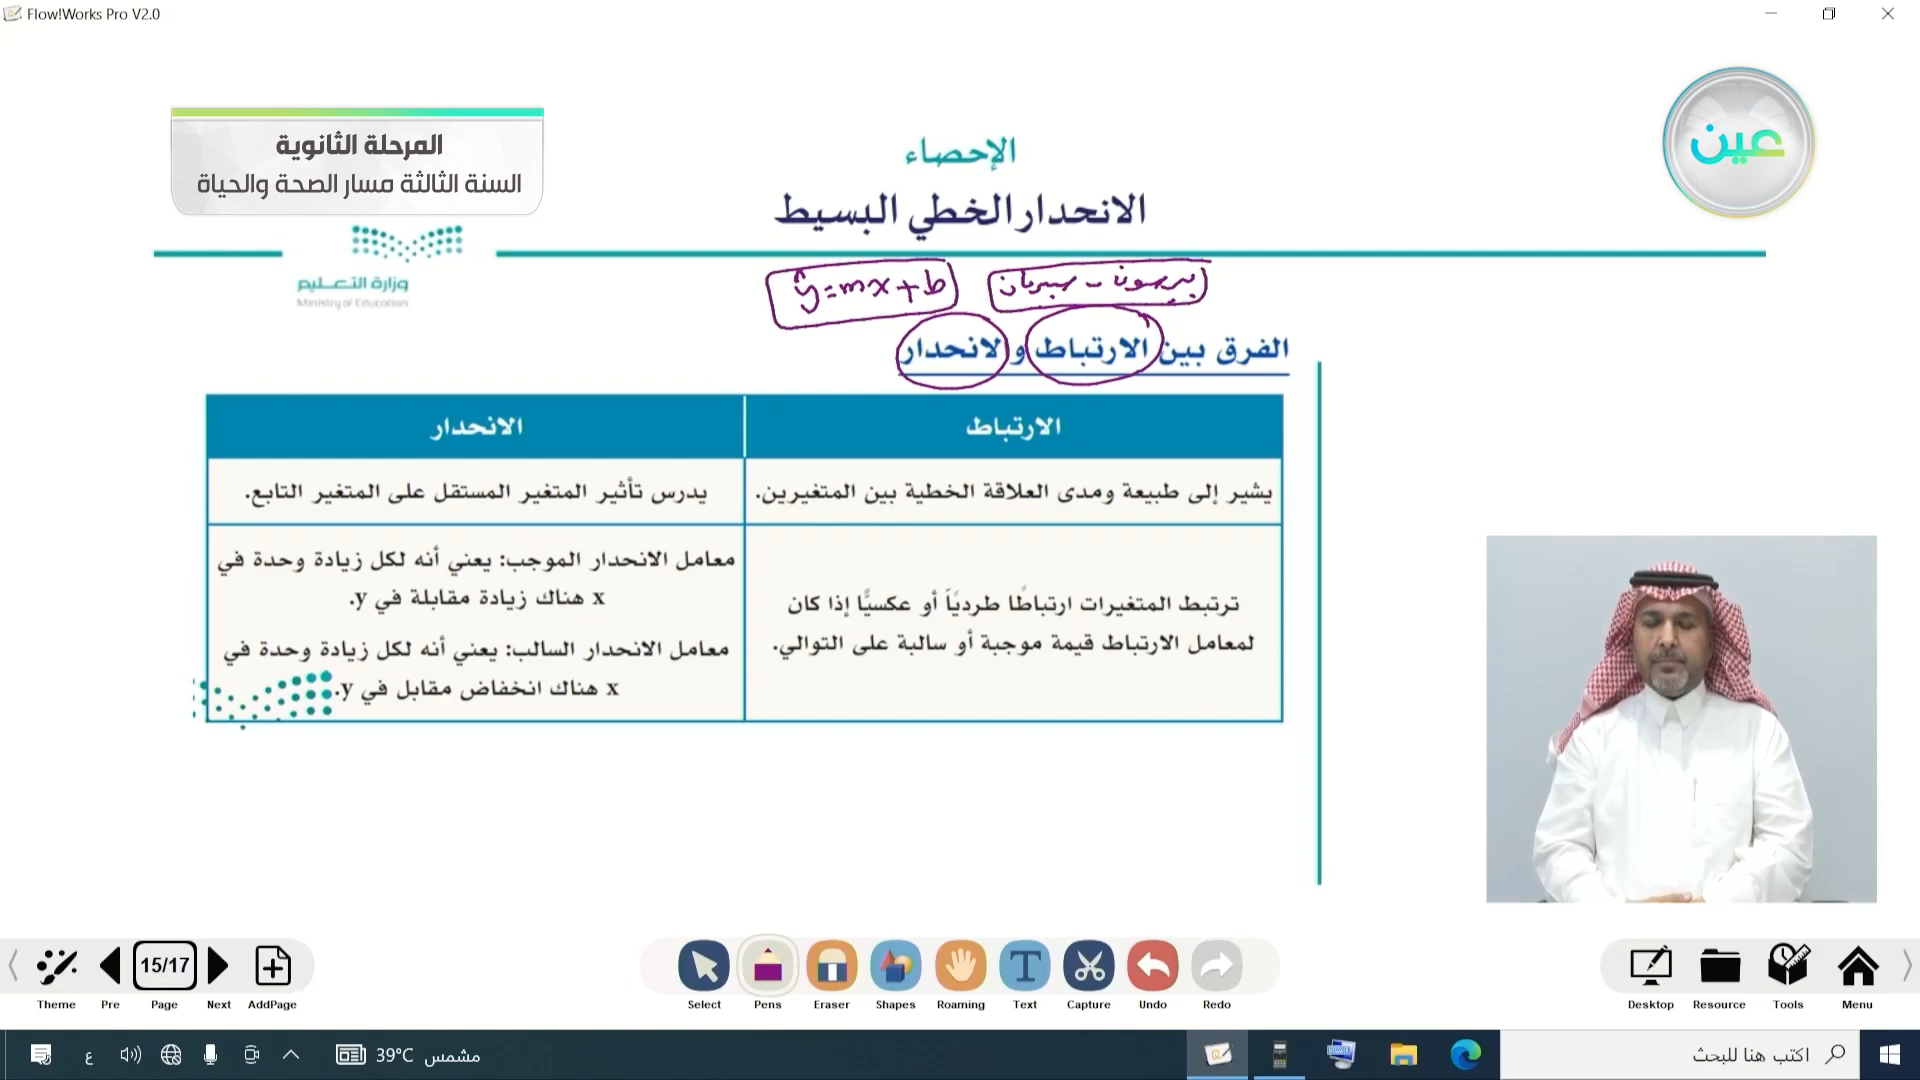 Flow!Works Pro V2.0
المرحلة الثانوية
السنة الثالثة مسار الصحة والحياة
الإحصاء
الانحدار الخطي البسيط
عين
وزارة التعليم
Ministry of Education
بيرسون - سبيرمان
ŷ=mx+b
الفرق بين الارتباط و لانحدار
الارتباط
الانحدار
يشير إلى طبيعة ومدى العلاقة الخطية بين المتغيرين.
يدرس تأثير المتغير المستقل على المتغير التابع.
ترتبط المتغيرات ارتباطًا طرديًا أو عكسيًّا إذا كان
لمعامل الارتباط قيمة موجبة أو سالبة على التوالي.
معامل الانحدار الموجب: يعني أنه لكل زيادة وحدة في
x هناك زيادة مقابلة في y.
معامل الانحدار السالب: يعني أنه لكل زيادة وحدة في
x هناك انخفاض مقابل في y.
15/17
Theme Pre Page Next AddPage
Select Pens Eraser Shapes Roaming Text Capture Undo Redo
Desktop Resource Tools Menu
ع
39°C مشمس
اكتب هنا للبحث